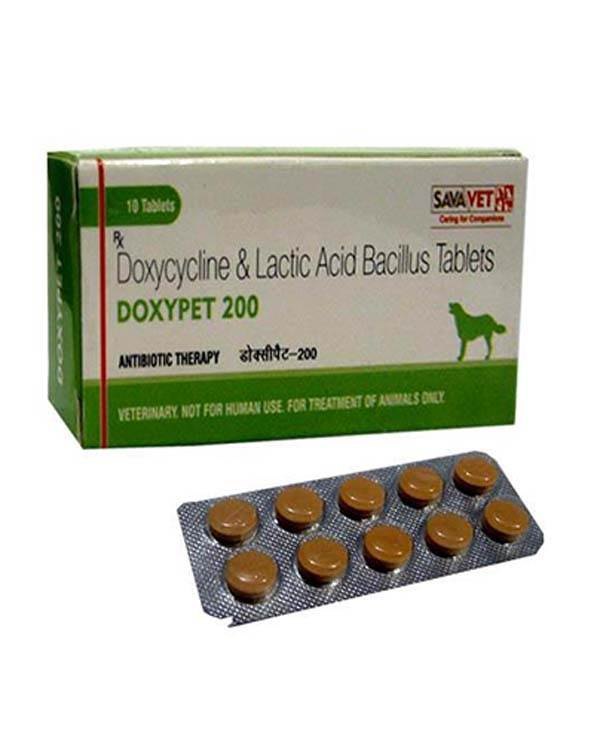 DOXYPET 200
10 Tablets
SAVAVET
Caring for Companions
Rx
Doxycycline & Lactic Acid Bacillus Tablets
DOXYPET 200
ANTIBIOTIC THERAPY डोक्सीपैट-200
VETERINARY. NOT FOR HUMAN USE. FOR TREATMENT OF ANIMALS ONLY.